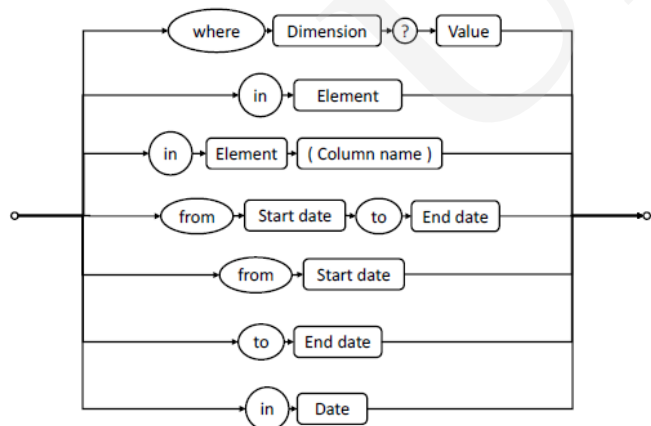 where Dimension ? Value
in Element
in Element ( Column name )
from Start date to End date
from Start date
to End date
in Date